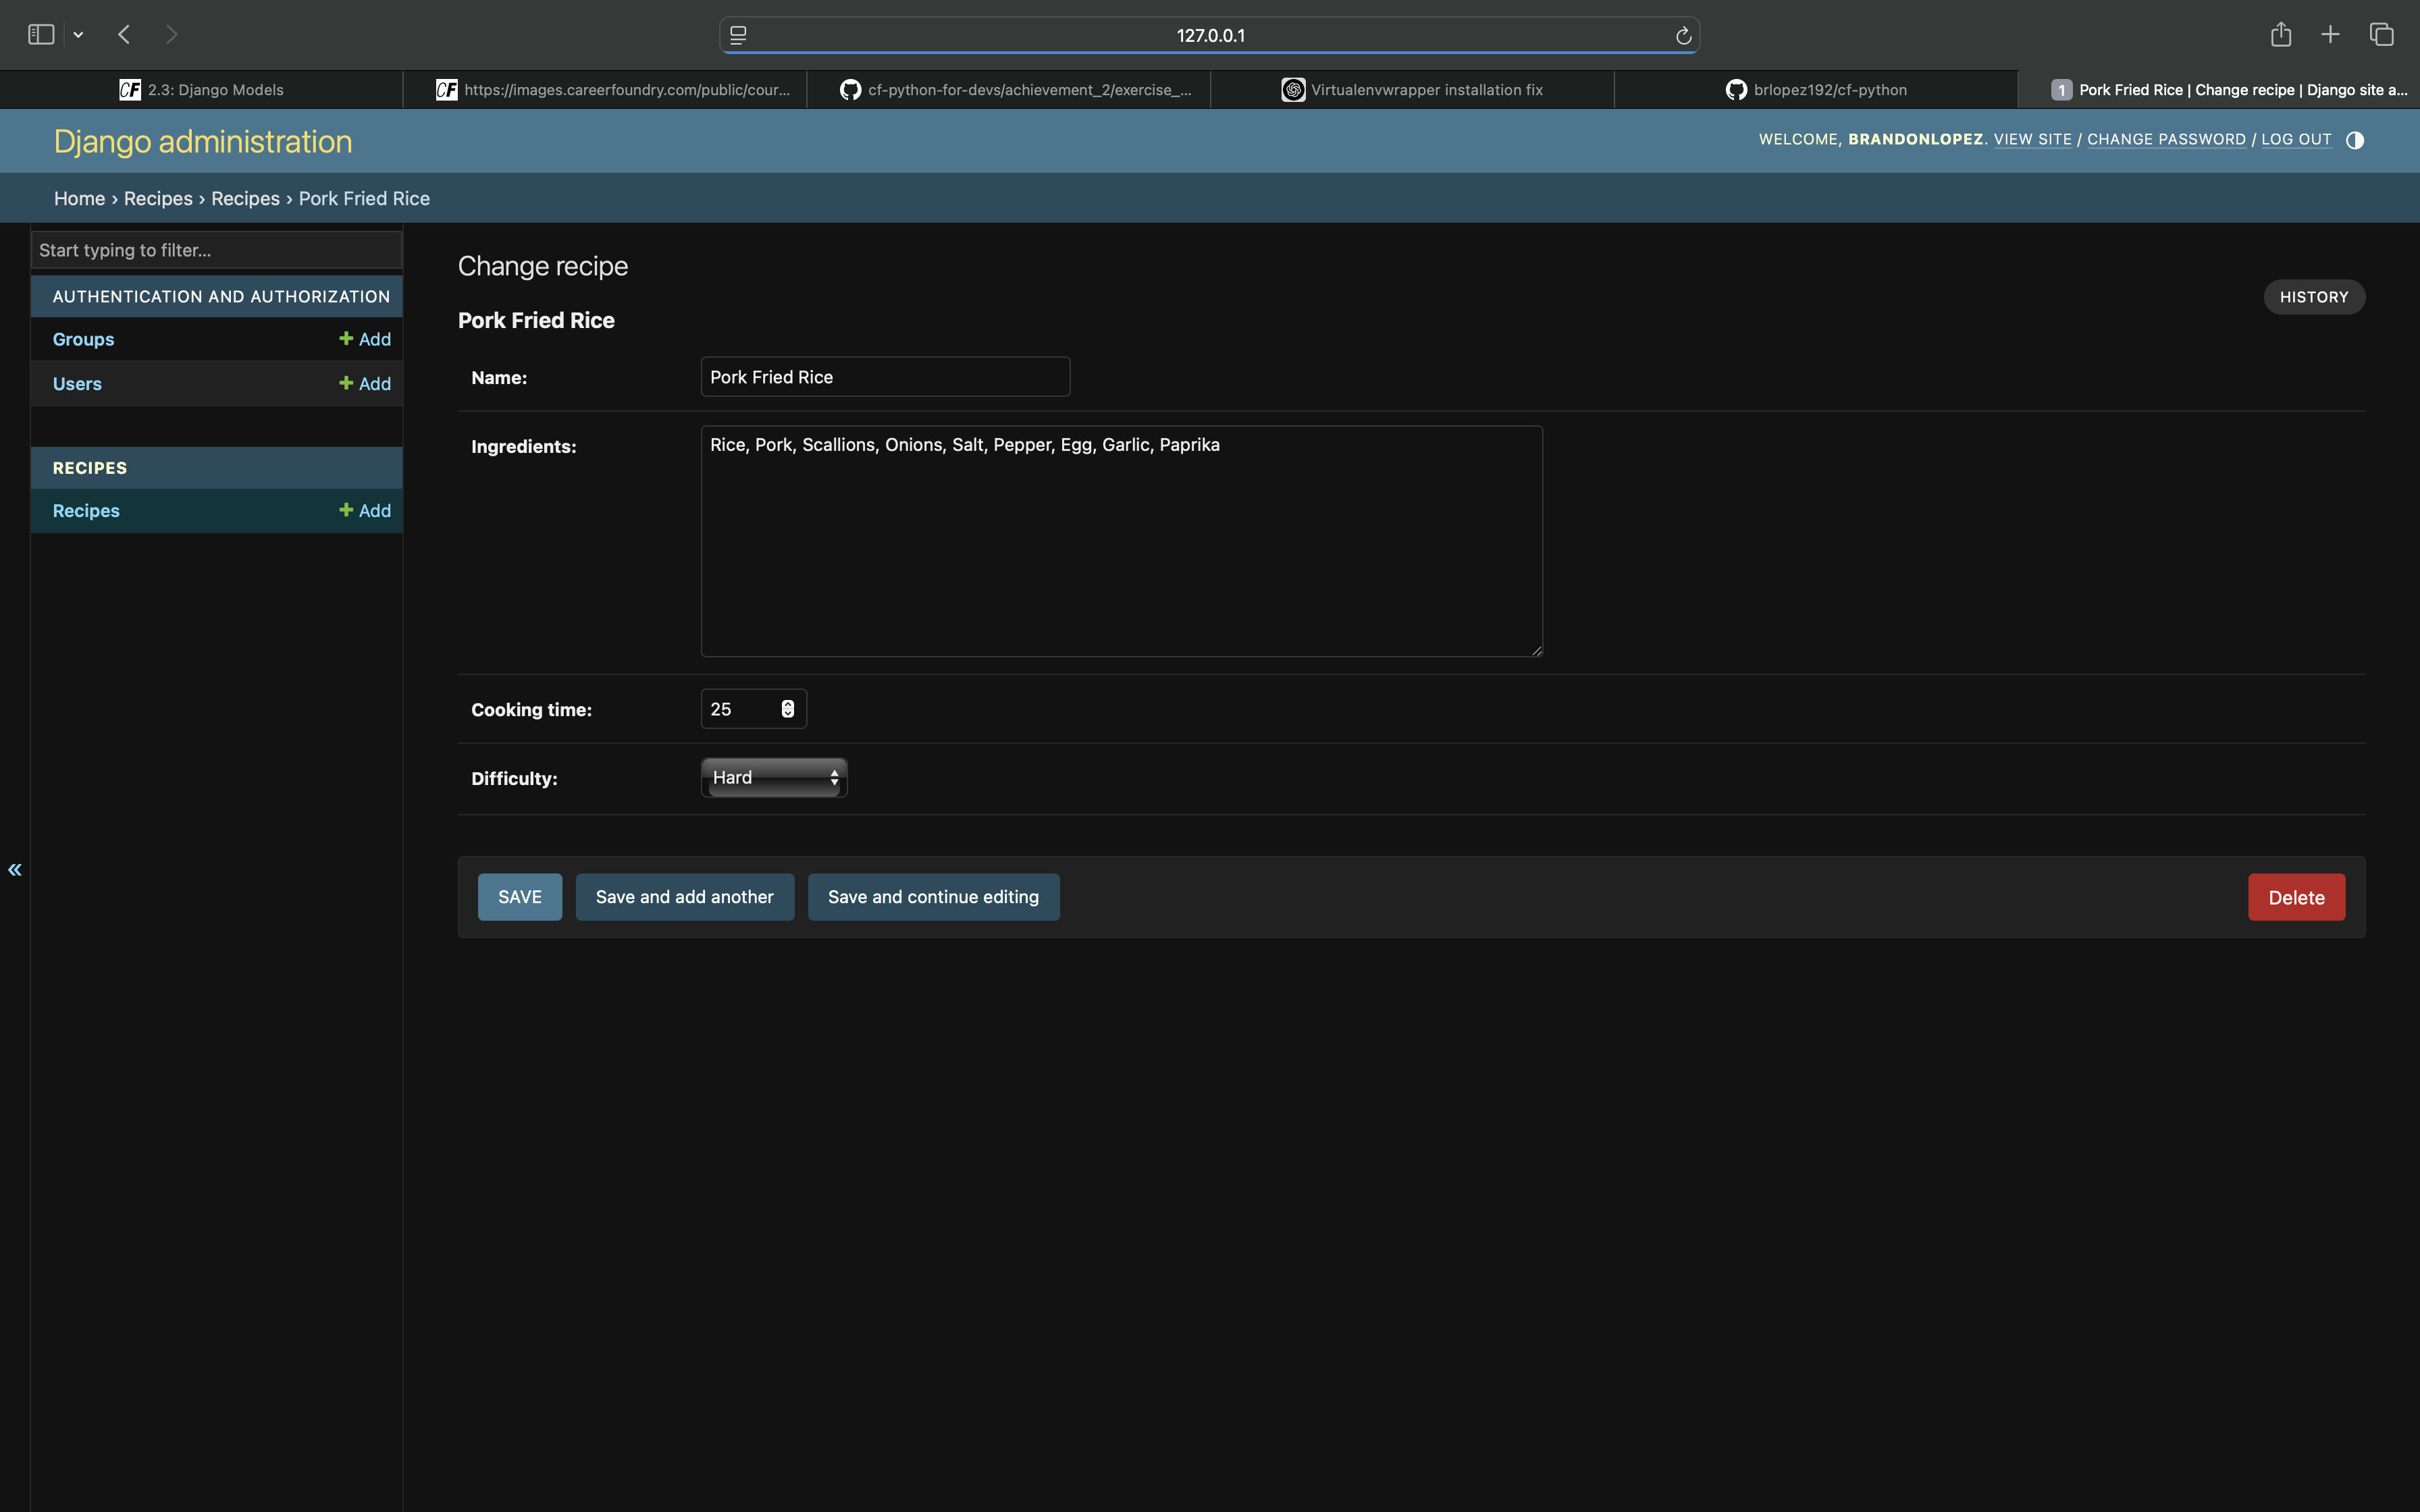 127.0.0.1
CF 2.3: Django Models
CF https://images.careerfoundry.com/public/cour...
cf-python-for-devs/achievement_2/exercise_...
Virtualenvwrapper installation fix
brlopez192/cf-python
1 Pork Fried Rice | Change recipe | Django site a...
Django administration
WELCOME, BRANDONLOPEZ. VIEW SITE / CHANGE PASSWORD / LOG OUT
Home › Recipes › Recipes › Pork Fried Rice
Start typing to filter...
AUTHENTICATION AND AUTHORIZATION
Groups + Add
Users + Add
RECIPES
Recipes + Add
Change recipe
HISTORY
Pork Fried Rice
Name: Pork Fried Rice
Ingredients: Rice, Pork, Scallions, Onions, Salt, Pepper, Egg, Garlic, Paprika
Cooking time: 25
Difficulty: Hard
«
SAVE Save and add another Save and continue editing Delete